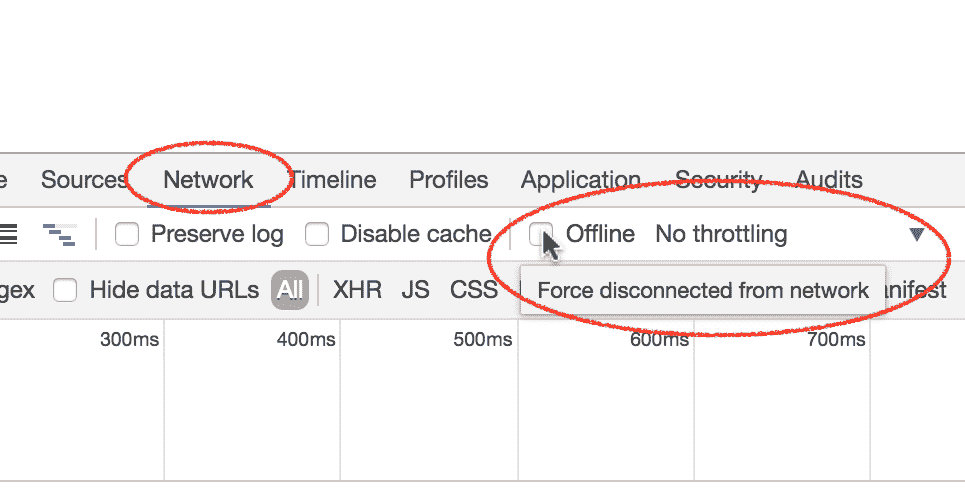 e Sources Network Timeline Profiles Application Security Audits
Preserve log Disable cache Offline No throttling
gex Hide data URLs All XHR JS CSS Force disconnected from network anifest
300ms 400ms 500ms 600ms 700ms